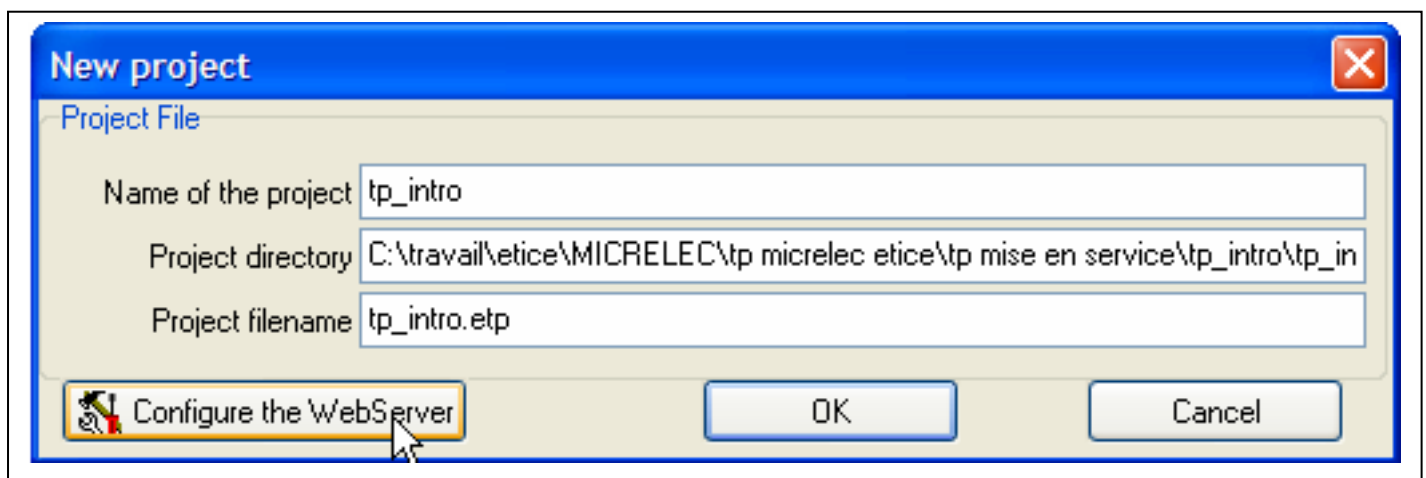 New project
Project File
Name of the project tp_intro
Project directory C:\travail\etice\MICRELEC\tp micrelec etice\tp mise en service\tp_intro\tp_in
Project filename tp_intro.etp
Configure the WebServer OK Cancel